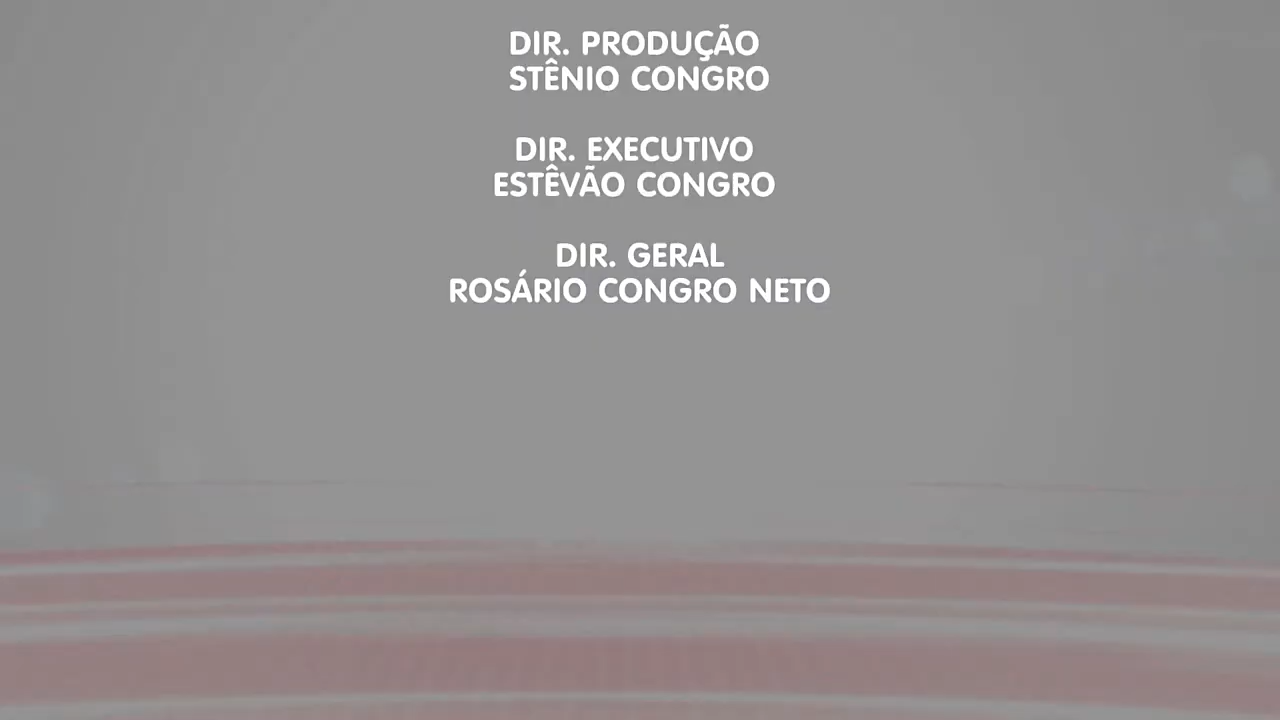 DIR. PRODUÇÃO
STÊNIO CONGRO
DIR. EXECUTIVO
ESTÊVÃO CONGRO
DIR. GERAL
ROSÁRIO CONGRO NETO